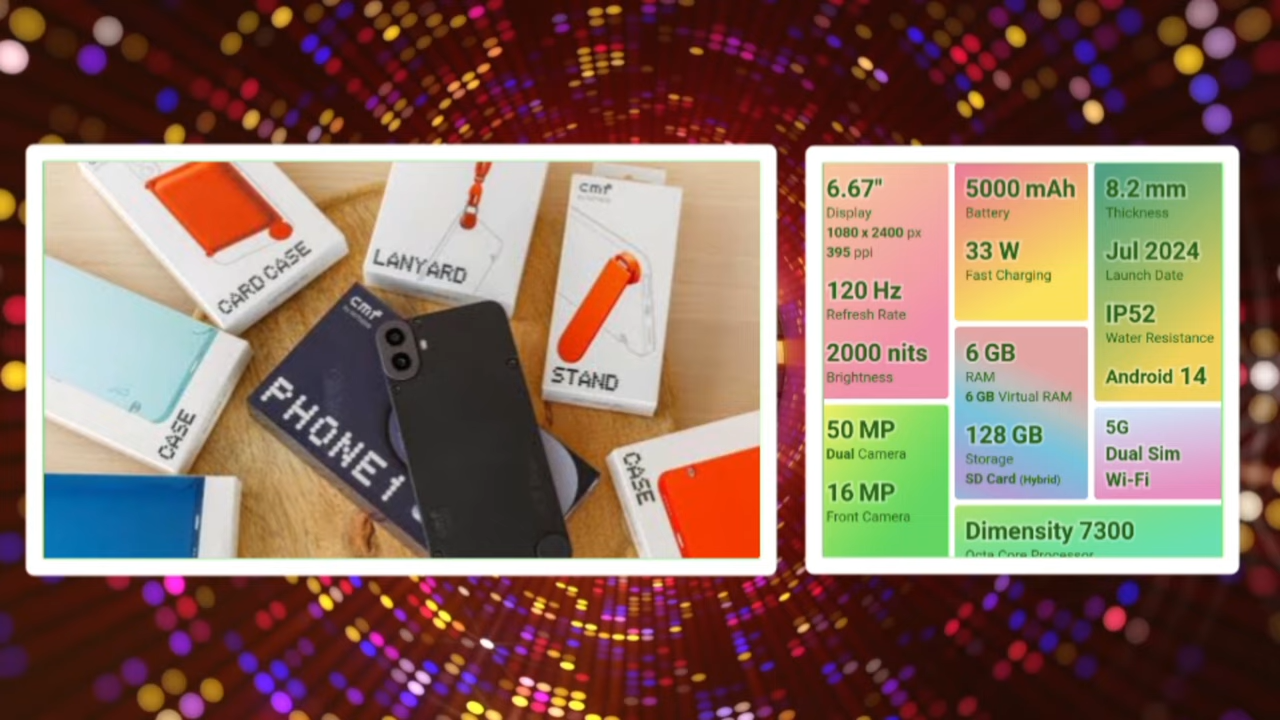 CARD CASE
LANYARD
cmf
STAND
CASE
cmf
PHONE 1
CASE
6.67"
Display
1080 x 2400 px
395 ppi
120 Hz
Refresh Rate
2000 nits
Brightness
50 MP
Dual Camera
16 MP
Front Camera
5000 mAh
Battery
33 W
Fast Charging
6 GB
RAM
6 GB Virtual RAM
128 GB
Storage
SD Card (Hybrid)
8.2 mm
Thickness
Jul 2024
Launch Date
IP52
Water Resistance
Android 14
5G
Dual Sim
Wi-Fi
Dimensity 7300
Octa Core Processor